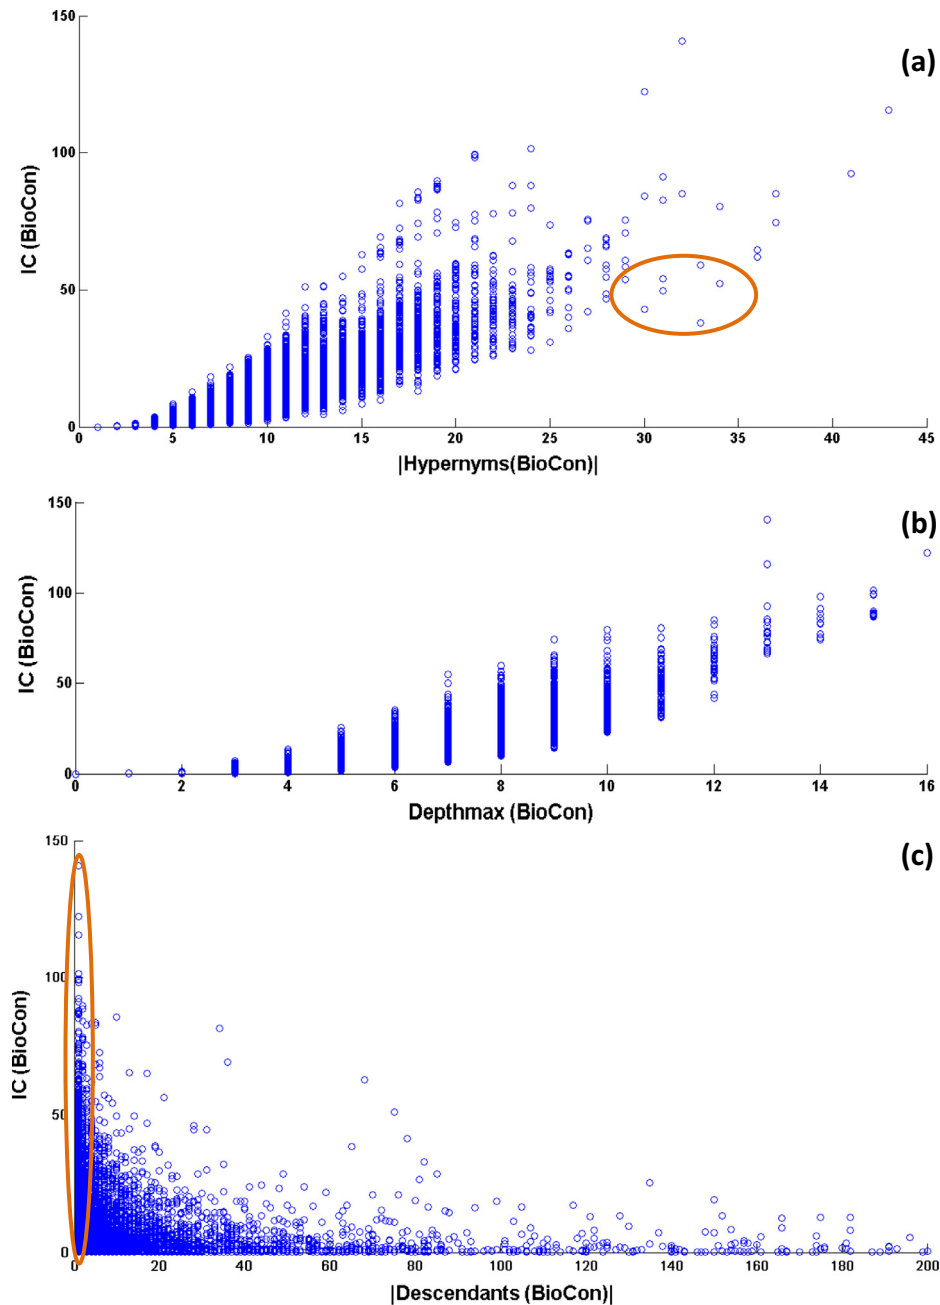 (a)
150
100
50
0
IC (BioCon)
0 5 10 15 20 25 30 35 40 45
|Hypernyms(BioCon)|
(b)
150
100
50
0
IC (BioCon)
0 2 4 6 8 10 12 14 16
Depthmax (BioCon)
(c)
150
100
50
0
IC (BioCon)
0 20 40 60 80 100 120 140 160 180 200
|Descendants (BioCon)|